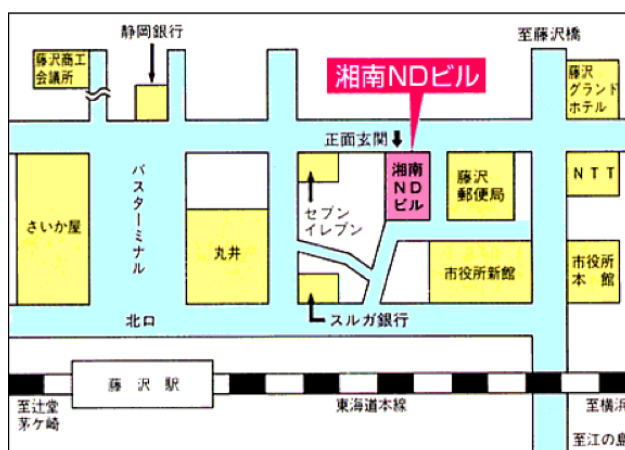 静岡銀行
至藤沢橋
藤沢商工
会議所
湘南NDビル
藤沢
グランド
ホテル
正面玄関
湘南
ND
ビル
藤沢
郵便局
NTT
バスターミナル
さいか屋
丸井
セブン
イレブン
市役所新館
市役所
本館
北口
スルガ銀行
藤沢駅
至辻堂
茅ケ崎
東海道本線
至横浜
至江の島